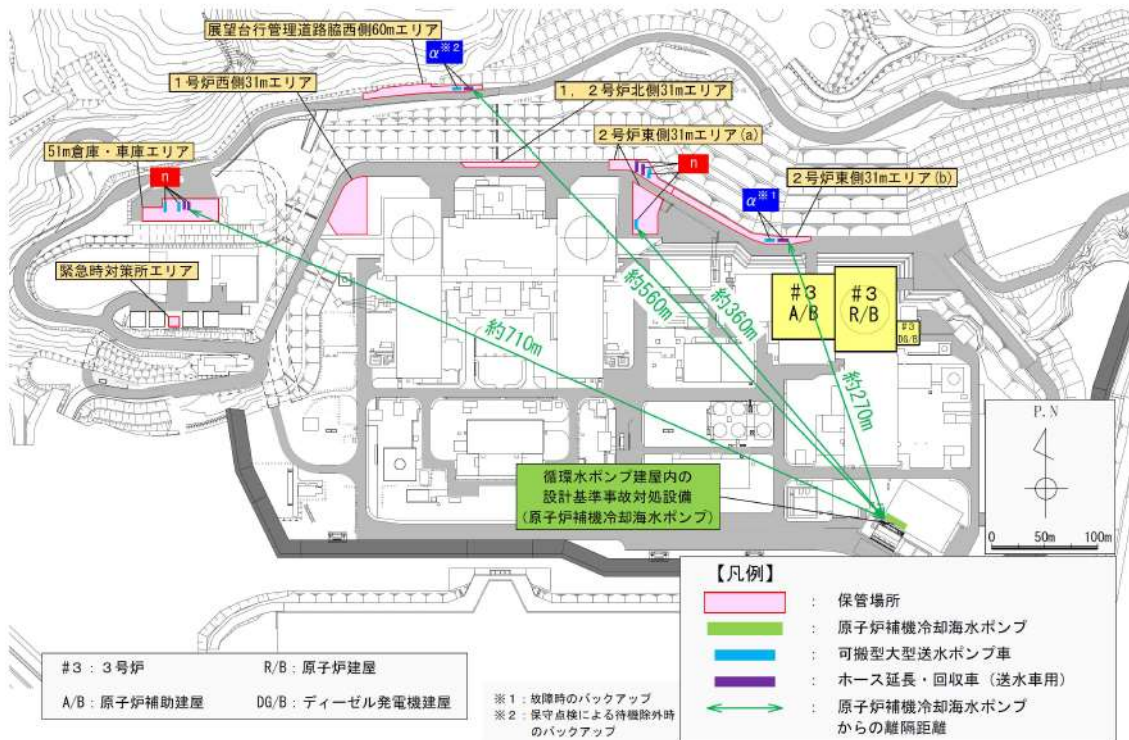 展望台行管理道路脇西側60mエリア
α※2
1号炉西側31mエリア
1．2号炉北側31mエリア
2号炉東側31mエリア(a)
51m倉庫・車庫エリア
n
n
α※1
2号炉東側31mエリア(b)
緊急時対策所エリア
#3
A/B
#3
R/B
#3
DG/B
約710m
約560m
約360m
約270m
循環水ポンプ建屋内の
設計基準事故対処設備
(原子炉補機冷却海水ポンプ)
P.N
0 50m 100m
【凡例】
： 保管場所
： 原子炉補機冷却海水ポンプ
： 可搬型大型送水ポンプ車
： ホース延長・回収車（送水車用）
： 原子炉補機冷却海水ポンプ
からの離隔距離
#3：3号炉 R/B：原子炉建屋
A/B：原子炉補助建屋 DG/B：ディーゼル発電機建屋
※1：故障時のバックアップ
※2：保守点検による待機除外時
のバックアップ